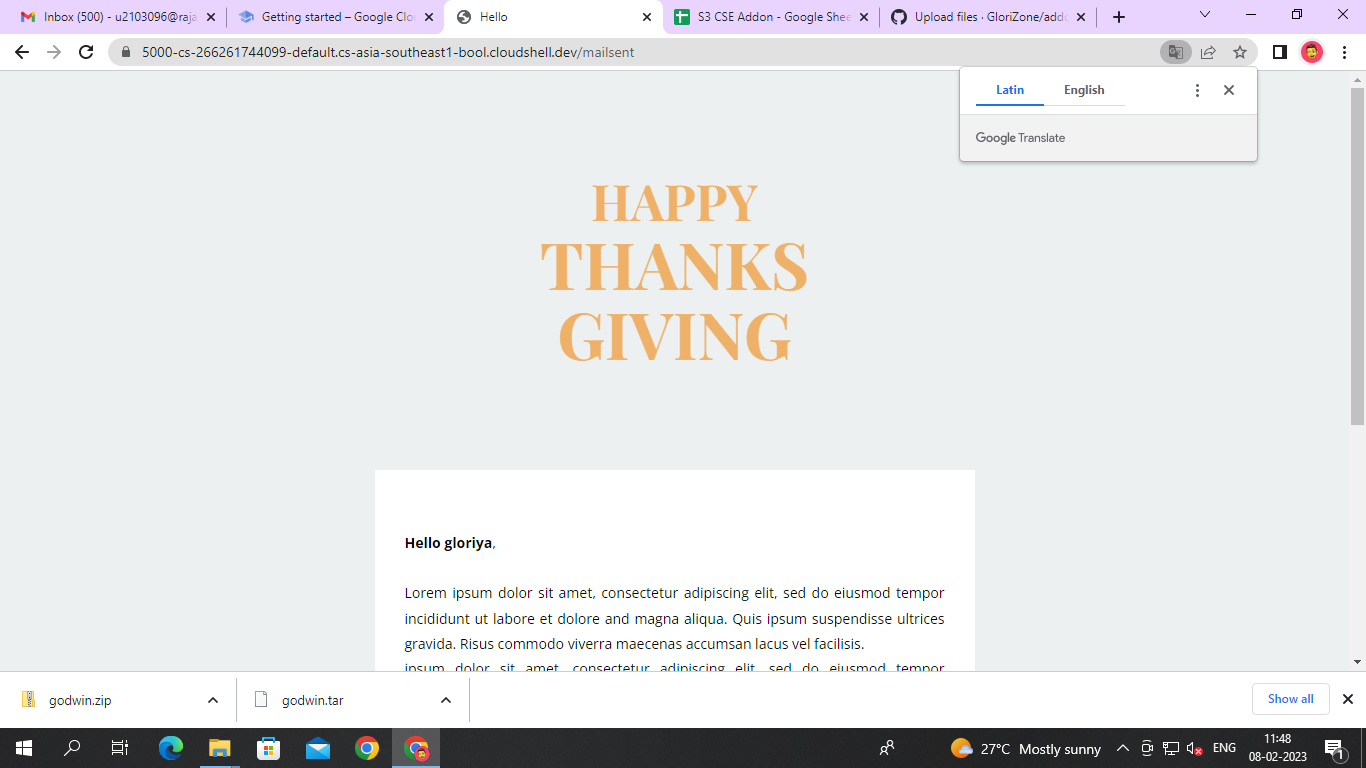 Inbox (500) - u2103096@raja
Getting started – Google Clou
Hello
S3 CSE Addon - Google Shee
Upload files · GloriZone/addo
5000-cs-266261744099-default.cs-asia-southeast1-bool.cloudshell.dev/mailsent
Latin English
Google Translate
HAPPY
THANKS
GIVING
Hello gloriya,
Lorem ipsum dolor sit amet, consectetur adipiscing elit, sed do eiusmod tempor
incididunt ut labore et dolore and magna aliqua. Quis ipsum suspendisse ultrices
gravida. Risus commodo viverra maecenas accumsan lacus vel facilisis.
ipsum dolor sit amet, consectetur adipiscing elit, sed do eiusmod tempor
godwin.zip
godwin.tar
Show all
27°C Mostly sunny
ENG
11:48
08-02-2023
1